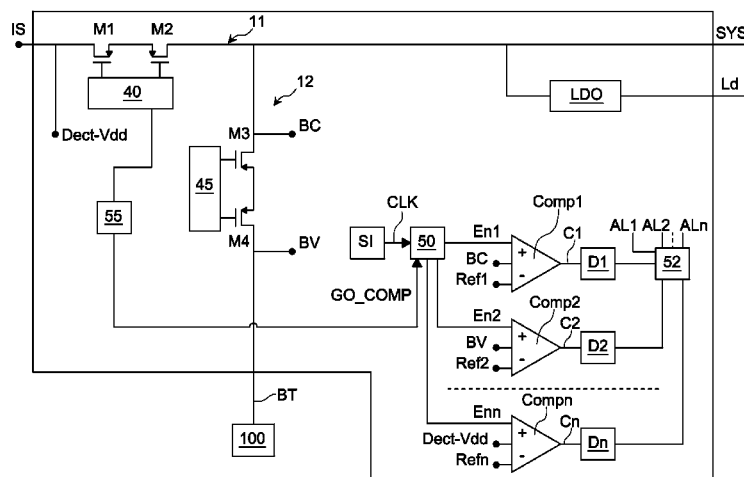 IS
M1
M2
11
SYS
40
12
LDO
Ld
Dect-Vdd
M3
BC
45
55
M4
BV
CLK
SI
50
En1
Comp1
BC
+
-
Ref1
C1
D1
AL1
AL2
ALn
52
GO_COMP
En2
Comp2
BV
+
-
Ref2
C2
D2
BT
100
Enn
Compn
Dect-Vdd
+
-
Refn
Cn
Dn